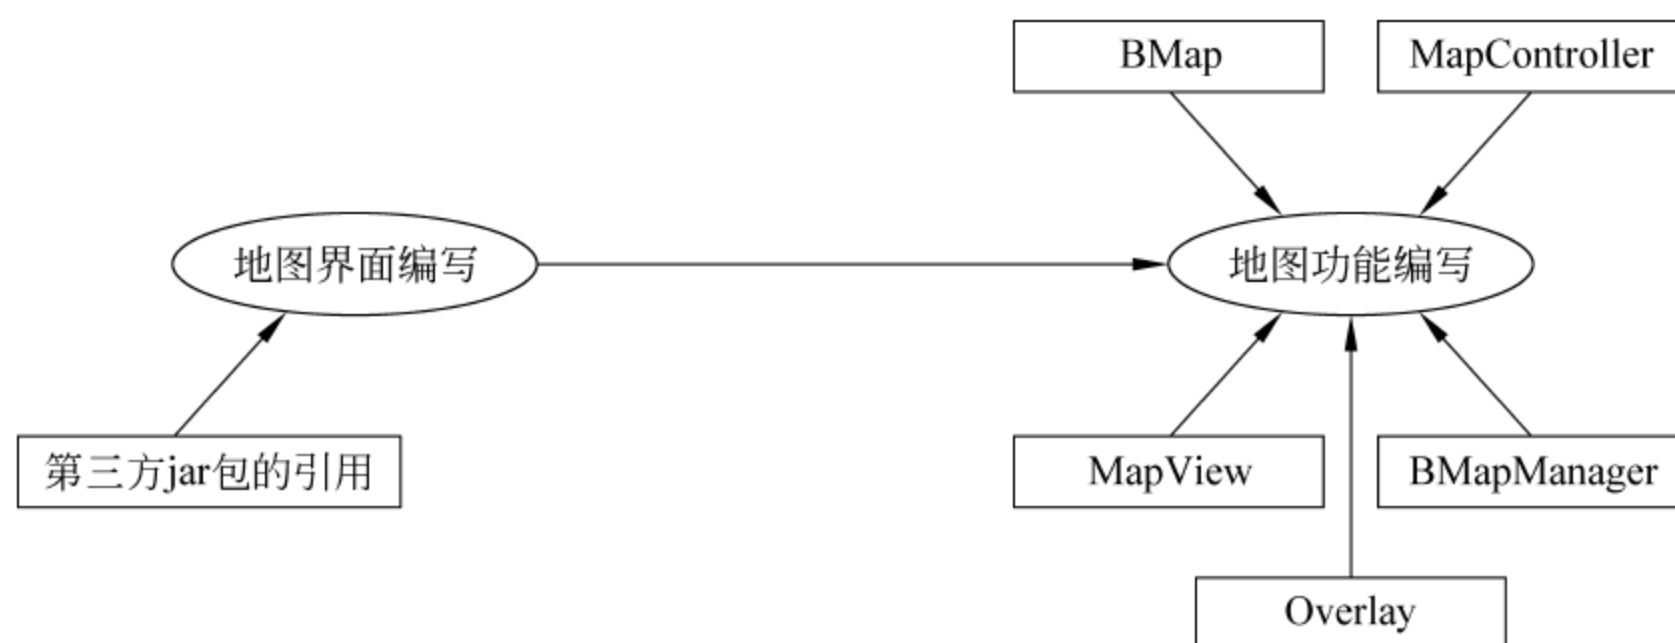 BMap
MapController
地图界面编写
地图功能编写
第三方jar包的引用
MapView
BMapManager
Overlay